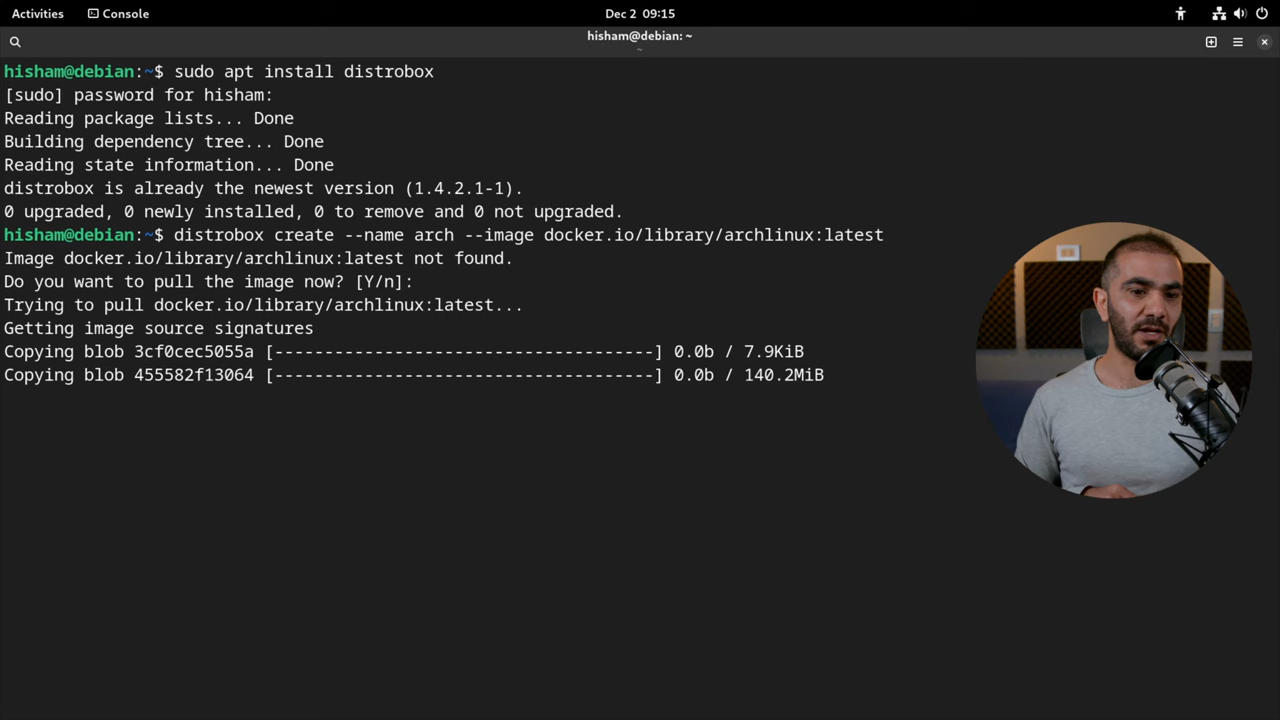 Activities Console Dec 2 09:15
hisham@debian: ~
~
hisham@debian:~$ sudo apt install distrobox
[sudo] password for hisham:
Reading package lists... Done
Building dependency tree... Done
Reading state information... Done
distrobox is already the newest version (1.4.2.1-1).
0 upgraded, 0 newly installed, 0 to remove and 0 not upgraded.
hisham@debian:~$ distrobox create --name arch --image docker.io/library/archlinux:latest
Image docker.io/library/archlinux:latest not found.
Do you want to pull the image now? [Y/n]:
Trying to pull docker.io/library/archlinux:latest...
Getting image source signatures
Copying blob 3cf0cec5055a [--------------------------------------] 0.0b / 7.9KiB
Copying blob 455582f13064 [--------------------------------------] 0.0b / 140.2MiB